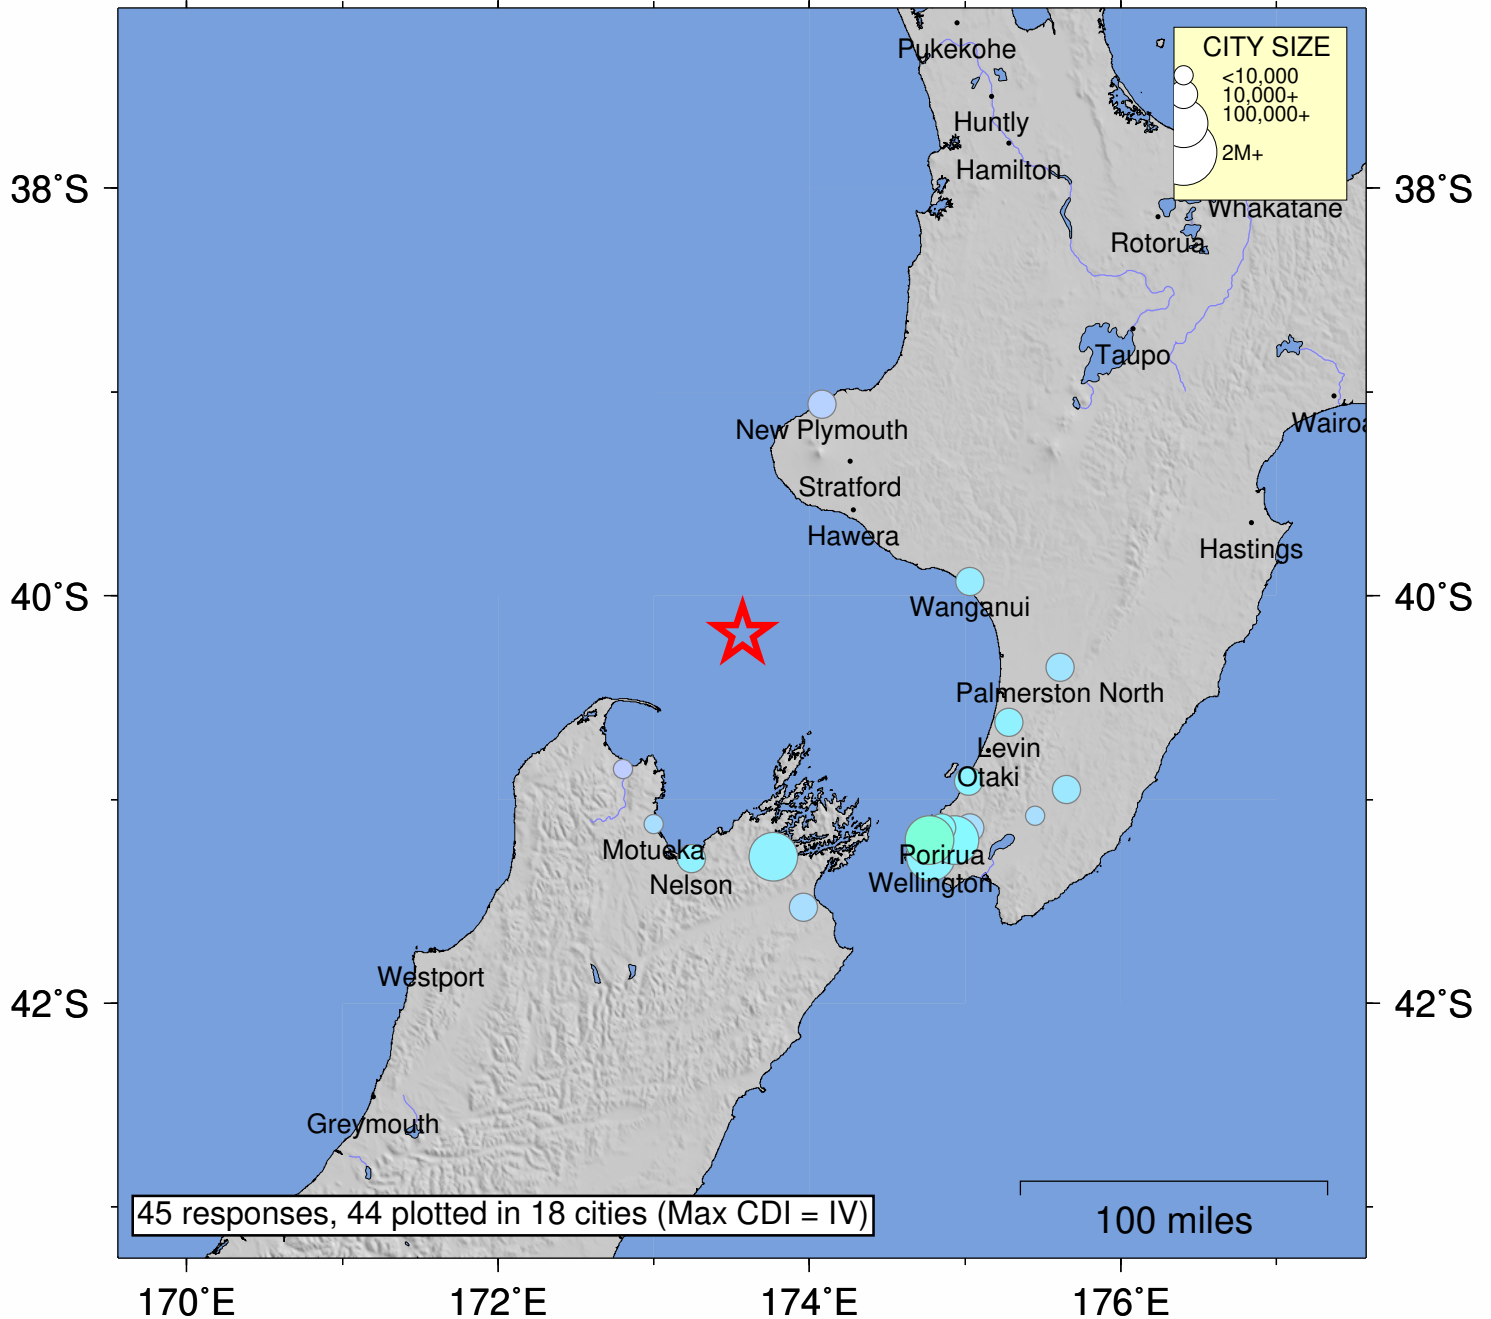 Pukekohe
CITY SIZE
<10,000
10,000+
100,000+
2M+
Huntly
Hamilton
38˚S
38˚S
Whakatane
Rotorua
Taupo
New Plymouth
Wairoa
Stratford
Hawera
Hastings
40˚S
40˚S
Wanganui
Palmerston North
Levin
Otaki
Motueka
Porirua
Nelson
Wellington
Westport
42˚S
42˚S
Greymouth
45 responses, 44 plotted in 18 cities (Max CDI = IV)
100 miles
170˚E
172˚E
174˚E
176˚E